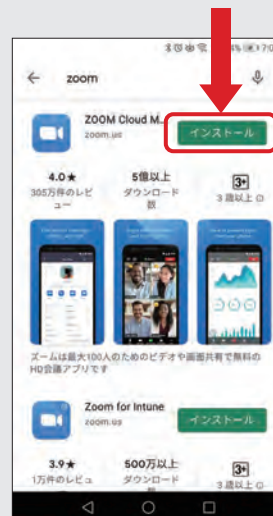 zoom
ZOOM Cloud M...
zoom.us
インストール
4.0★
305万件のレビ
ュー
5億以上
ダウンロード
数
3+
3 歳以上
ズームは最大100人のためのビデオや画面共有で無料の
HD会議アプリです
Zoom for Intune
zoom.us
インストール
3.9★
1万件のレビュ
500万以上
ダウンロード
3+
3 歳以上